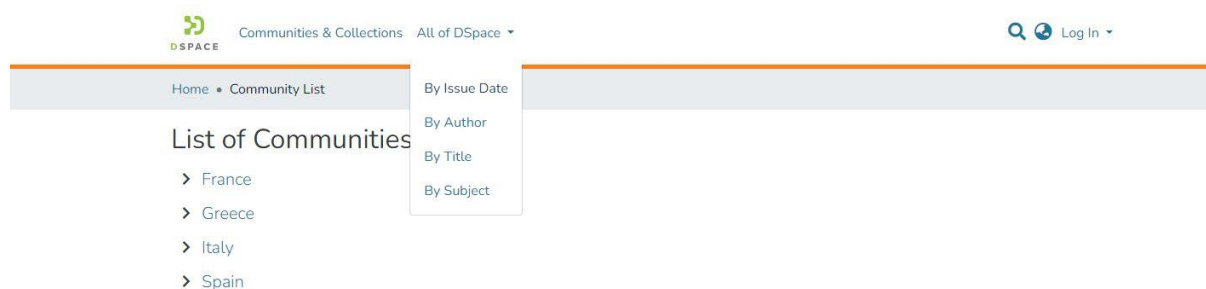 DSPACE
Communities & Collections All of DSpace Log In
Home • Community List
By Issue Date
By Author
By Title
By Subject
List of Communities
France
Greece
Italy
Spain